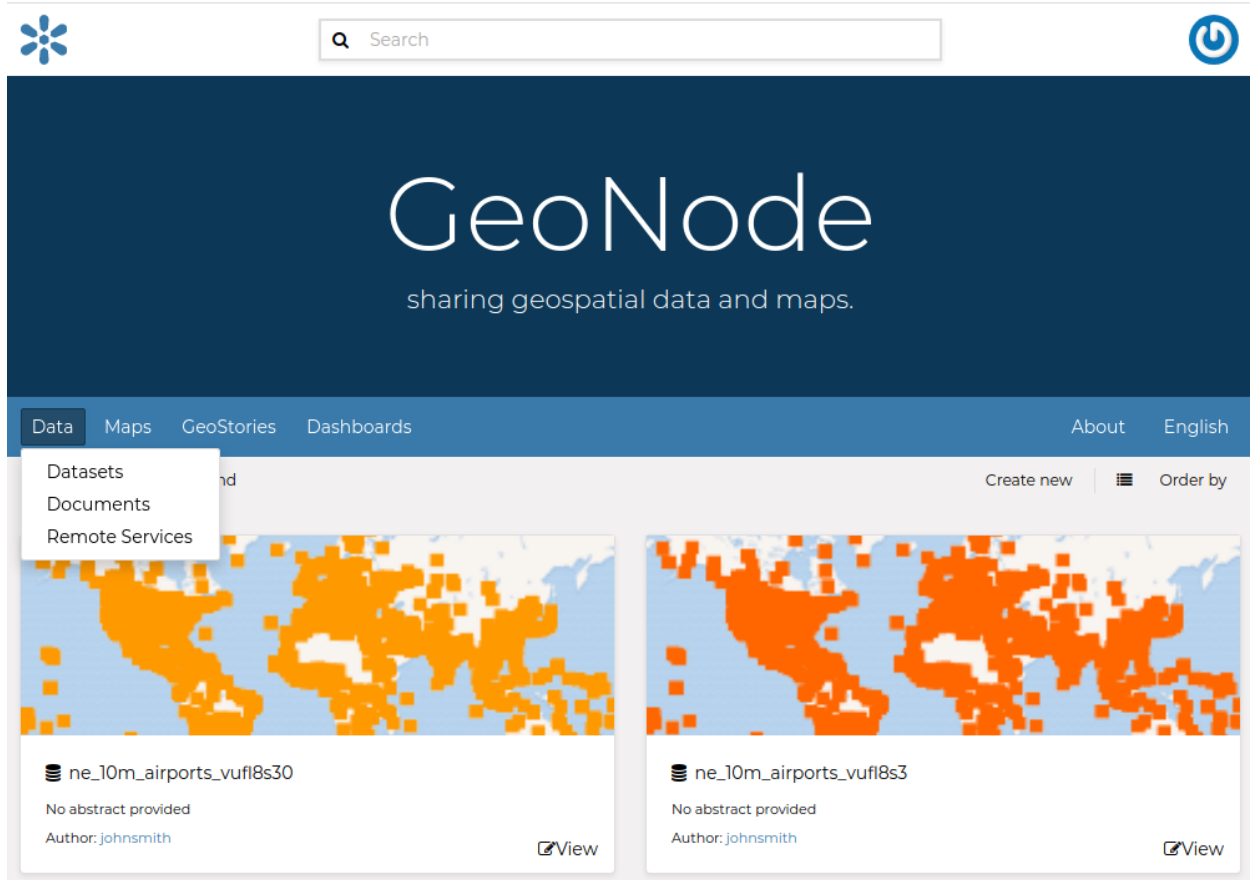 Search
GeoNode
sharing geospatial data and maps.
Data Maps GeoStories Dashboards About English
Datasets
Documents
Remote Services
Create new Order by
ne_10m_airports_vufl8s30
No abstract provided
Author: johnsmith
View
ne_10m_airports_vufl8s3
No abstract provided
Author: johnsmith
View